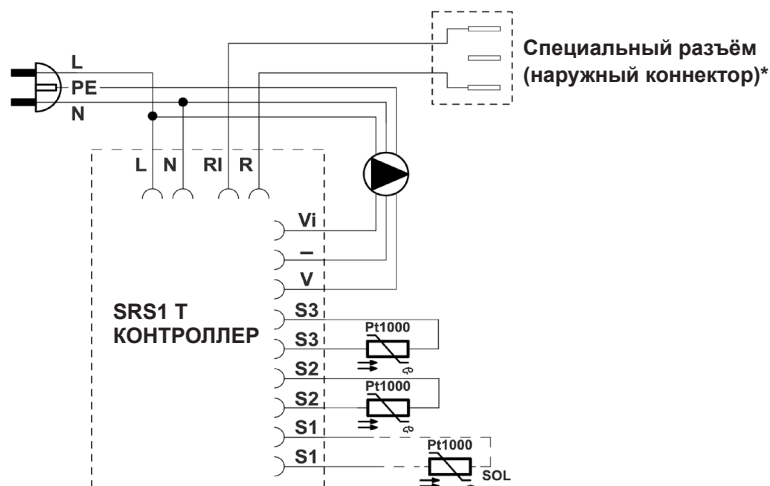 L
PE
N
Специальный разъём
(наружный коннектор)*
L N RI R
Vi
–
V
SRS1 T
КОНТРОЛЛЕР
S3
S3
Pt1000
S2
S2
Pt1000
S1
S1
Pt1000
SOL